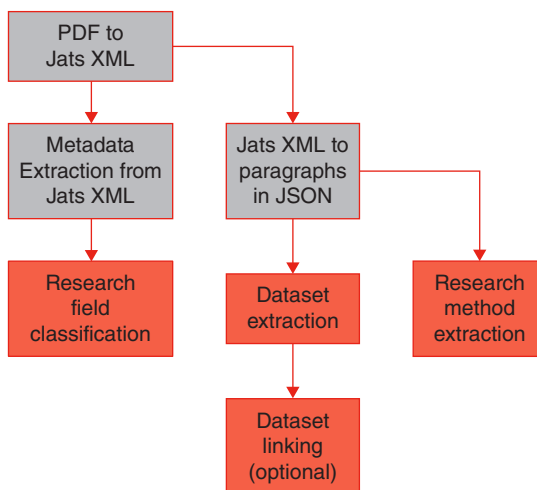 PDF to
Jats XML
Metadata
Extraction from
Jats XML
Jats XML to
paragraphs
in JSON
Research
field
classification
Dataset
extraction
Research
method
extraction
Dataset
linking
(optional)